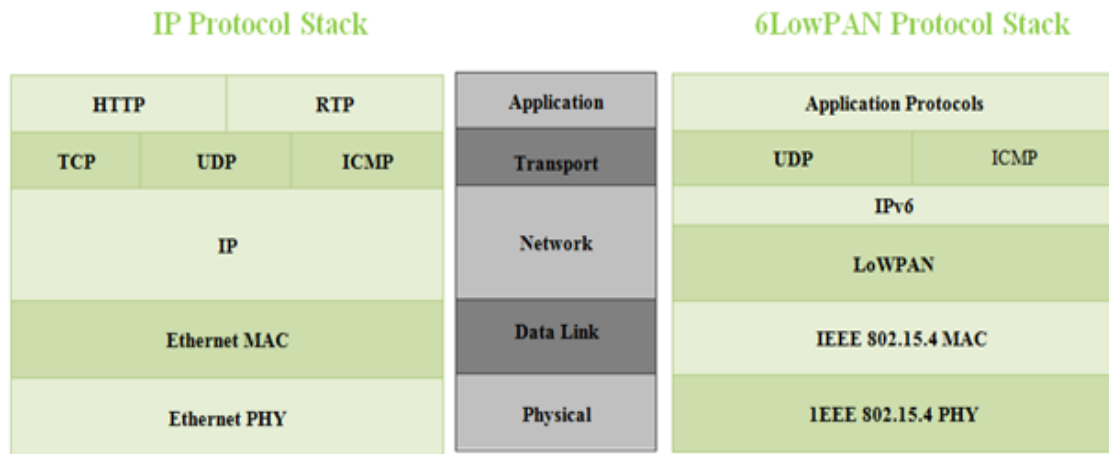 IP Protocol Stack
6LowPAN Protocol Stack
HTTP RTP
Application
Application Protocols
TCP UDP ICMP
Transport
UDP ICMP
IP
Network
IPv6
LoWPAN
Ethernet MAC
Data Link
IEEE 802.15.4 MAC
Ethernet PHY
Physical
1EEE 802.15.4 PHY